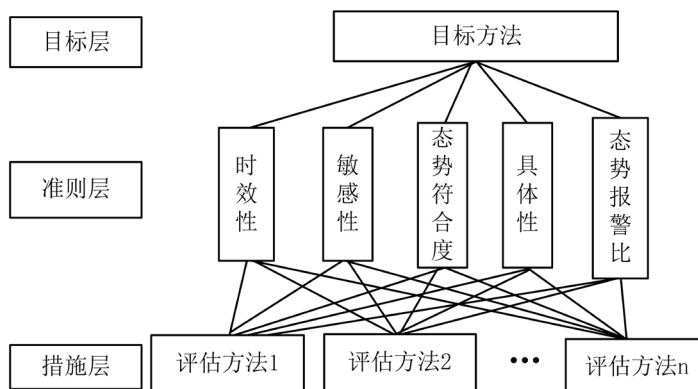 目标层
目标方法
准则层
时效性
敏感性
态势符合度
具体性
态势报警比
措施层
评估方法1
评估方法2
•••
评估方法n